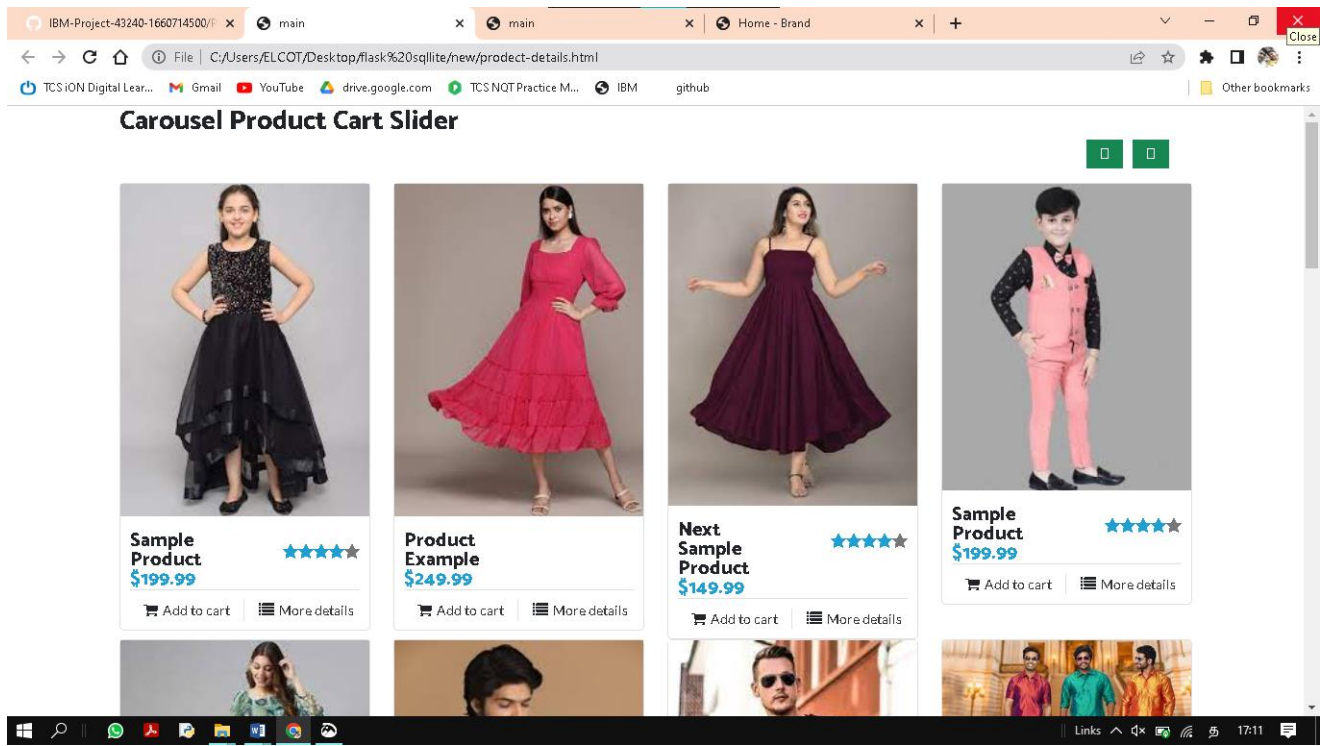 IBM-Project-43240-1660714500/P
main
main
Home - Brand
Close
File
C:/Users/ELCOT/Desktop/flask%20sqllite/new/prodect-details.html
TCS iON Digital Lear...
Gmail
YouTube
drive.google.com
TCS NQT Practice M...
IBM
github
Other bookmarks
Carousel Product Cart Slider
Sample
Product
$199.99
Add to cart
More details
Product
Example
$249.99
Add to cart
More details
Next
Sample
Product
$149.99
Add to cart
More details
Sample
Product
$199.99
Add to cart
More details
Links
த
17:11